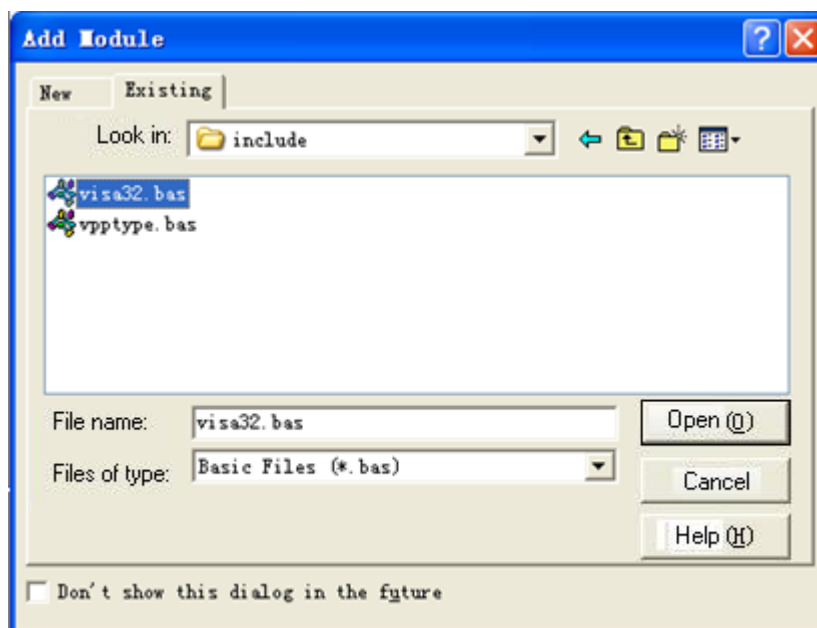 Add Module
New Existing
Look in: include
visa32.bas
vpptype.bas
File name: visa32.bas Open (O)
Files of type: Basic Files (*.bas)
Cancel
Help (H)
Don't show this dialog in the future